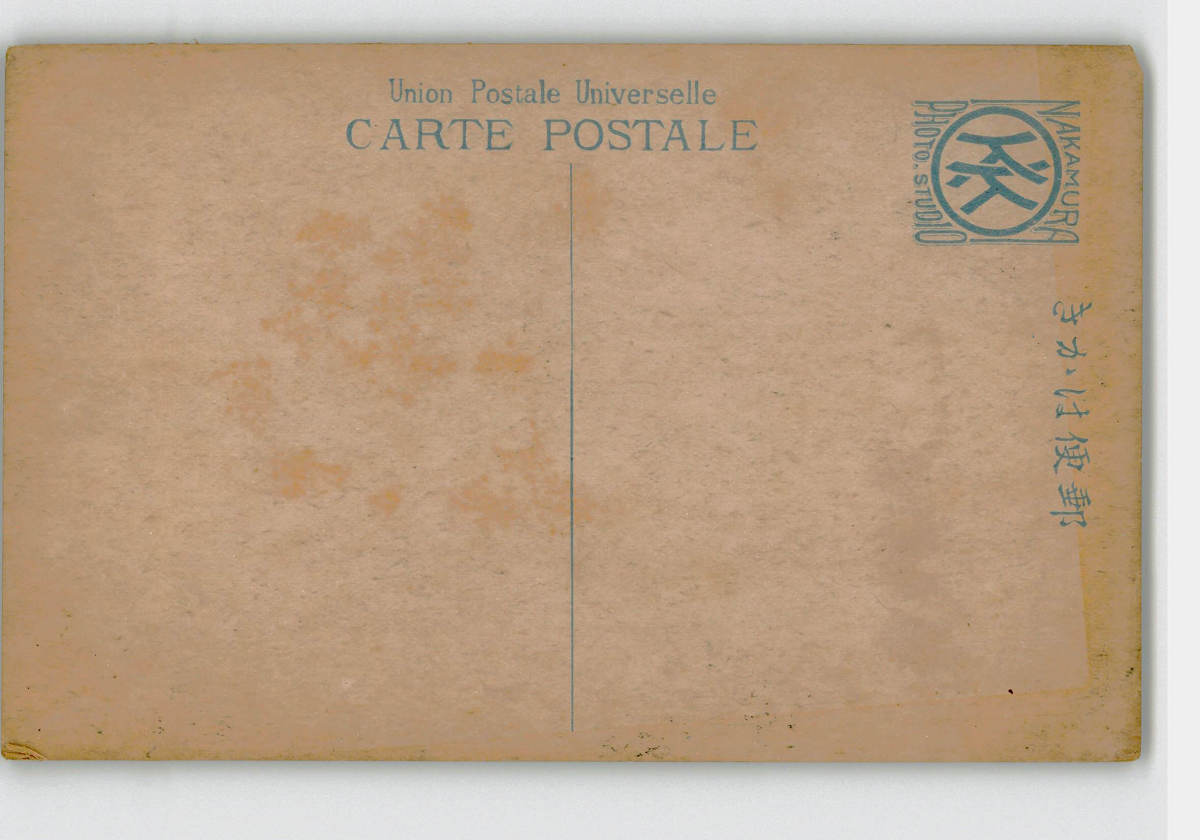 Union Postale Universelle
CARTE POSTALE
NAKAMURA
PHOTO. STUDIO
きかは便郵